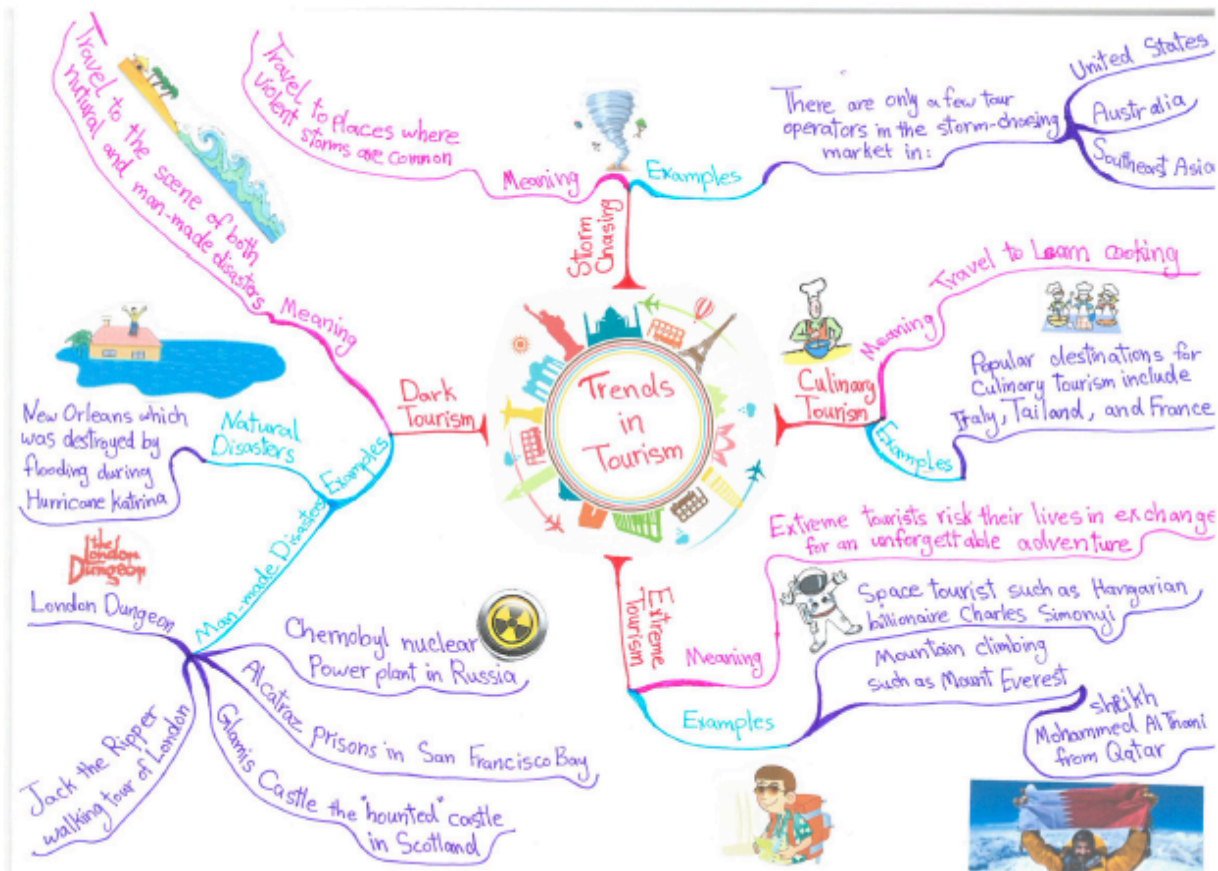 Trends
in
Tourism
Storm
Chasing
Meaning
Travel to places where
violent storms are common
Examples
There are only a few tour
operators in the storm-chasing
market in:
United States
Australia
Southeast Asia
Culinary
Tourism
Meaning
Travel to Learn cooking
Examples
Popular destinations for
Culinary tourism include
Italy, Tailand, and France
Extreme
Tourism
Meaning
Extreme tourists risk their lives in exchange
for an unforgettable adventure
Examples
Space tourist such as Hangarian
billionaire Charles Simonyi
Mountain climbing
such as Mount Everest
sheikh
Mohammed Al Thani
from Qatar
Dark
Tourism
Meaning
Travel to the scene of both
nutural and man-made disasters
Examples
Natural
Disasters
New Orleans which
was destroyed by
flooding during
Hurricane Katrina
Man-made Disasters
the
London
Dungeon
London Dungeon
Chernobyl nuclear
Power plant in Russia
Alcatraz prisons in San Francisco Bay
Glamis Castle the "hounted" castle
in Scotland
Jack the Ripper
walking tour of London